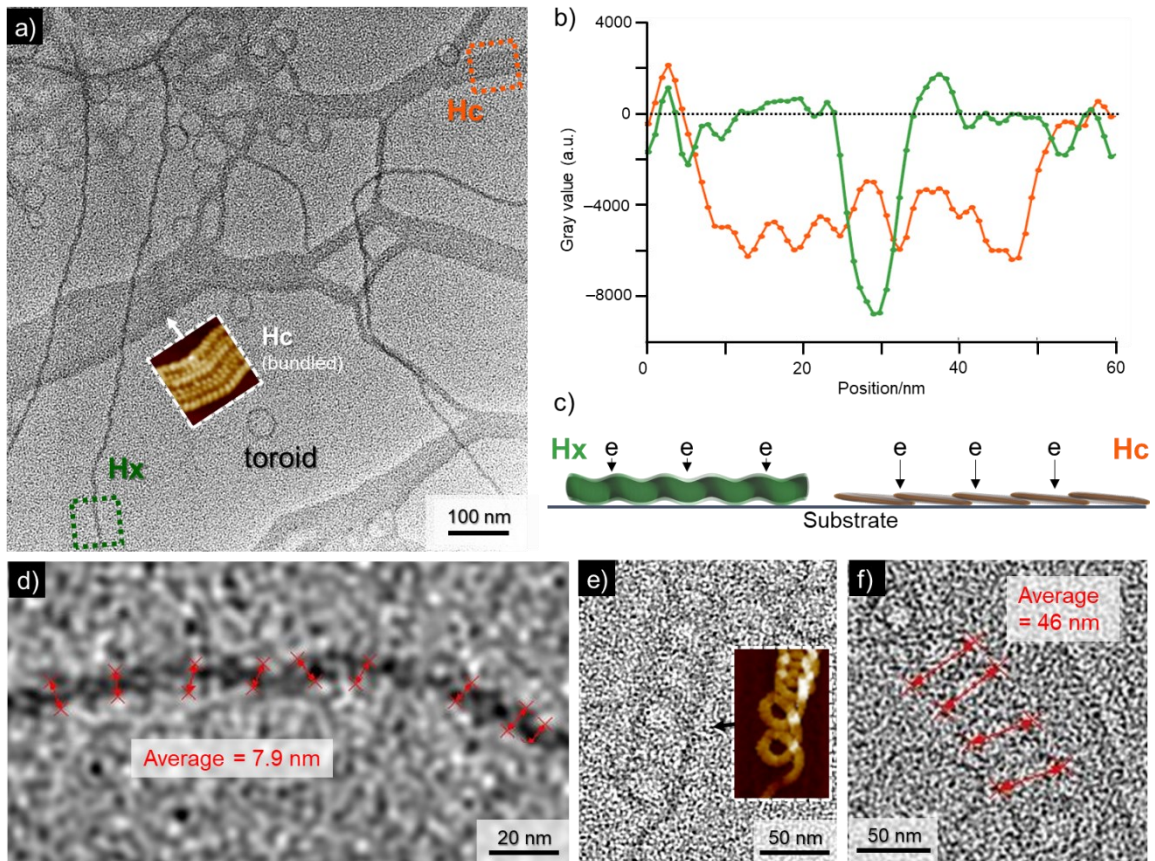 a)
Hc
Hc
(bundled)
toroid
Hx
100 nm
b)
4000
0
−4000
−8000
Gray value (a.u.)
0
20
40
60
Position/nm
c)
Hx
e
e
e
e
e
e
Hc
Substrate
d)
Average = 7.9 nm
20 nm
e)
50 nm
f)
Average
= 46 nm
50 nm